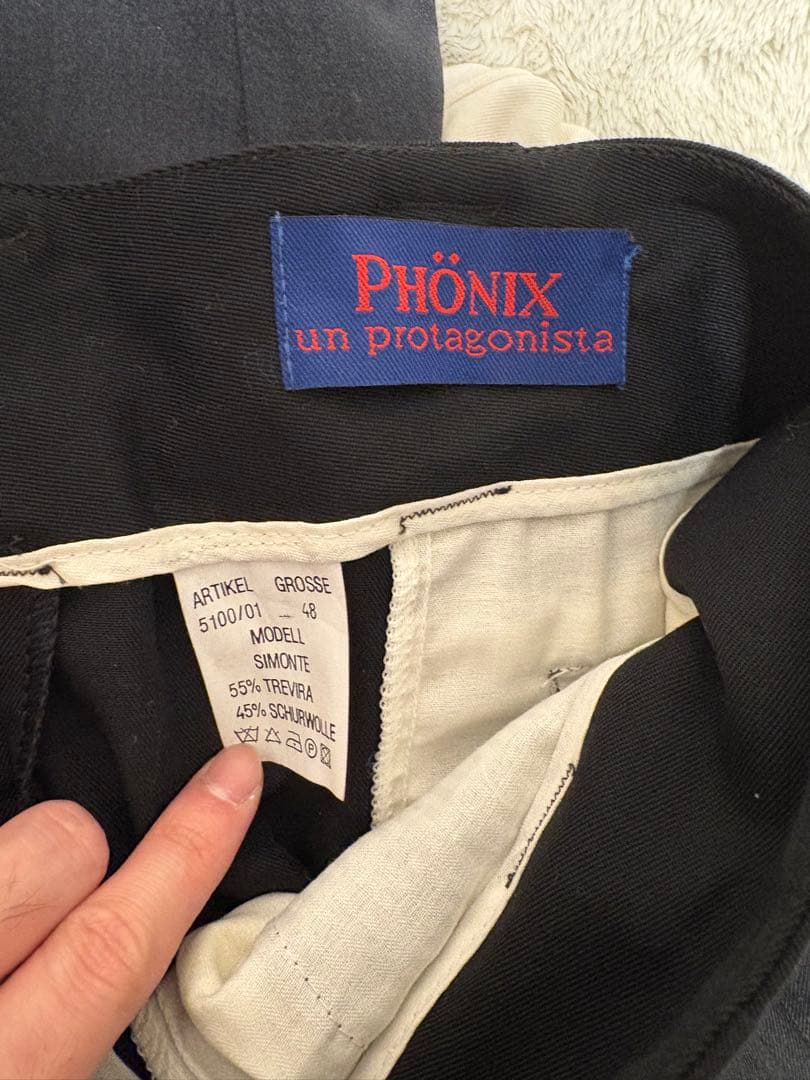 PHÖNIX
un protagonista
ARTIKEL GROSSE
5100/01 48
MODELL
SIMONTE
55% TREVIRA
45% SCHURWOLLE
P